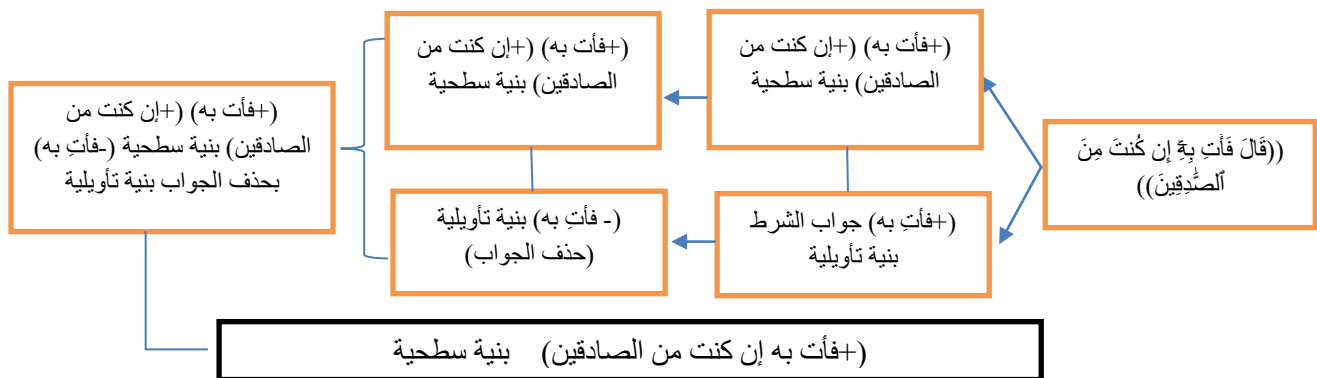 ((قَالَ فَأۡتِ بِهِۦٓ إِن كُنتَ مِنَ
ٱلصَّٰدِقِينَ))
(+فأت به) (+إن كنت من
الصادقين) بنية سطحية
(+فأتِ به) جواب الشرط
بنية تأويلية
(+فأت به) (+إن كنت من
الصادقين) بنية سطحية
(- فأتِ به) بنية تأويلية
(حذف الجواب)
(+فأت به) (+إن كنت من
الصادقين) بنية سطحية (-فأتِ به)
بحذف الجواب بنية تأويلية
(+فأت به إن كنت من الصادقين) بنية سطحية